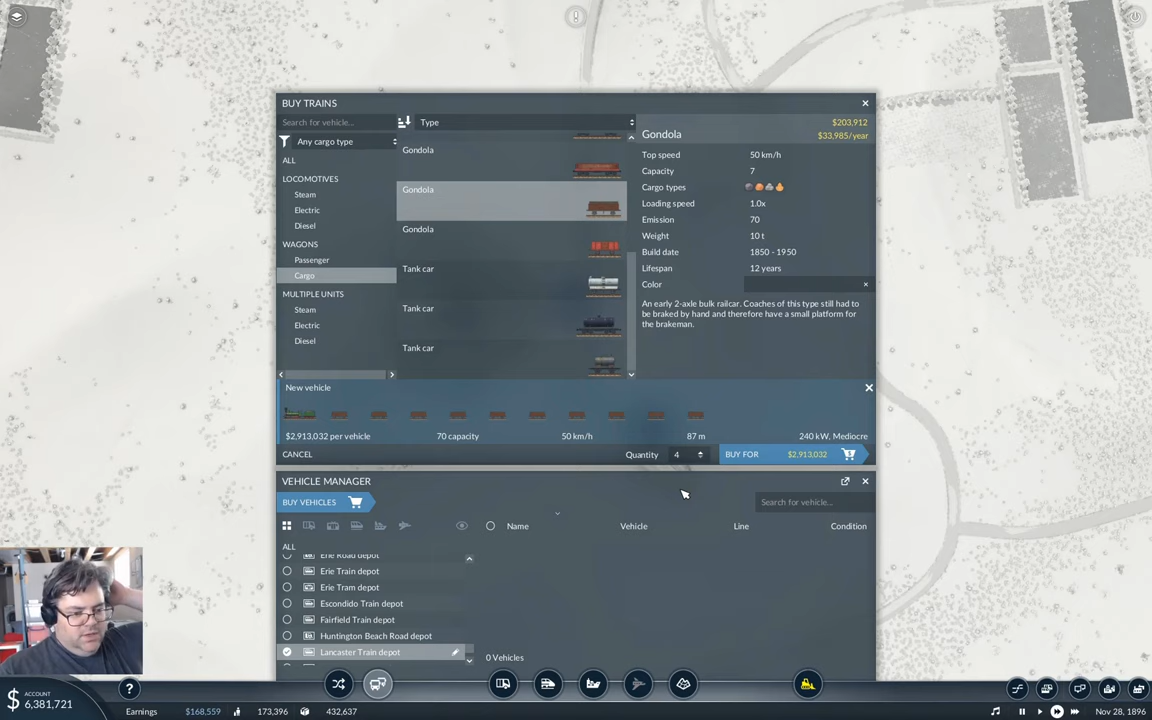 BUY TRAINS
Search for vehicle...
Type
Any cargo type
ALL
LOCOMOTIVES
Steam
Electric
Diesel
WAGONS
Passenger
Cargo
MULTIPLE UNITS
Steam
Electric
Diesel
Gondola
Gondola
Gondola
Tank car
Tank car
Tank car
$203,912
Gondola
$33,985/year
Top speed 50 km/h
Capacity 7
Cargo types
Loading speed 1.0x
Emission 70
Weight 10 t
Build date 1850 - 1950
Lifespan 12 years
Color
An early 2-axle bulk railcar. Coaches of this type still had to
be braked by hand and therefore have a small platform for
the brakeman.
New vehicle
$2,913,032 per vehicle 70 capacity 50 km/h 87 m 240 kW, Mediocre
CANCEL Quantity 4 BUY FOR $2,913,032
VEHICLE MANAGER
BUY VEHICLES Search for vehicle...
Name Vehicle Line Condition
ALL
Erie Road depot
Erie Train depot
Erie Tram depot
Escondido Train depot
Fairfield Train depot
Huntington Beach Road depot
Lancaster Train depot
0 Vehicles
$ ACCOUNT
6,381,721
?
Earnings $168,559 173,396 432,637 Nov 28, 1896